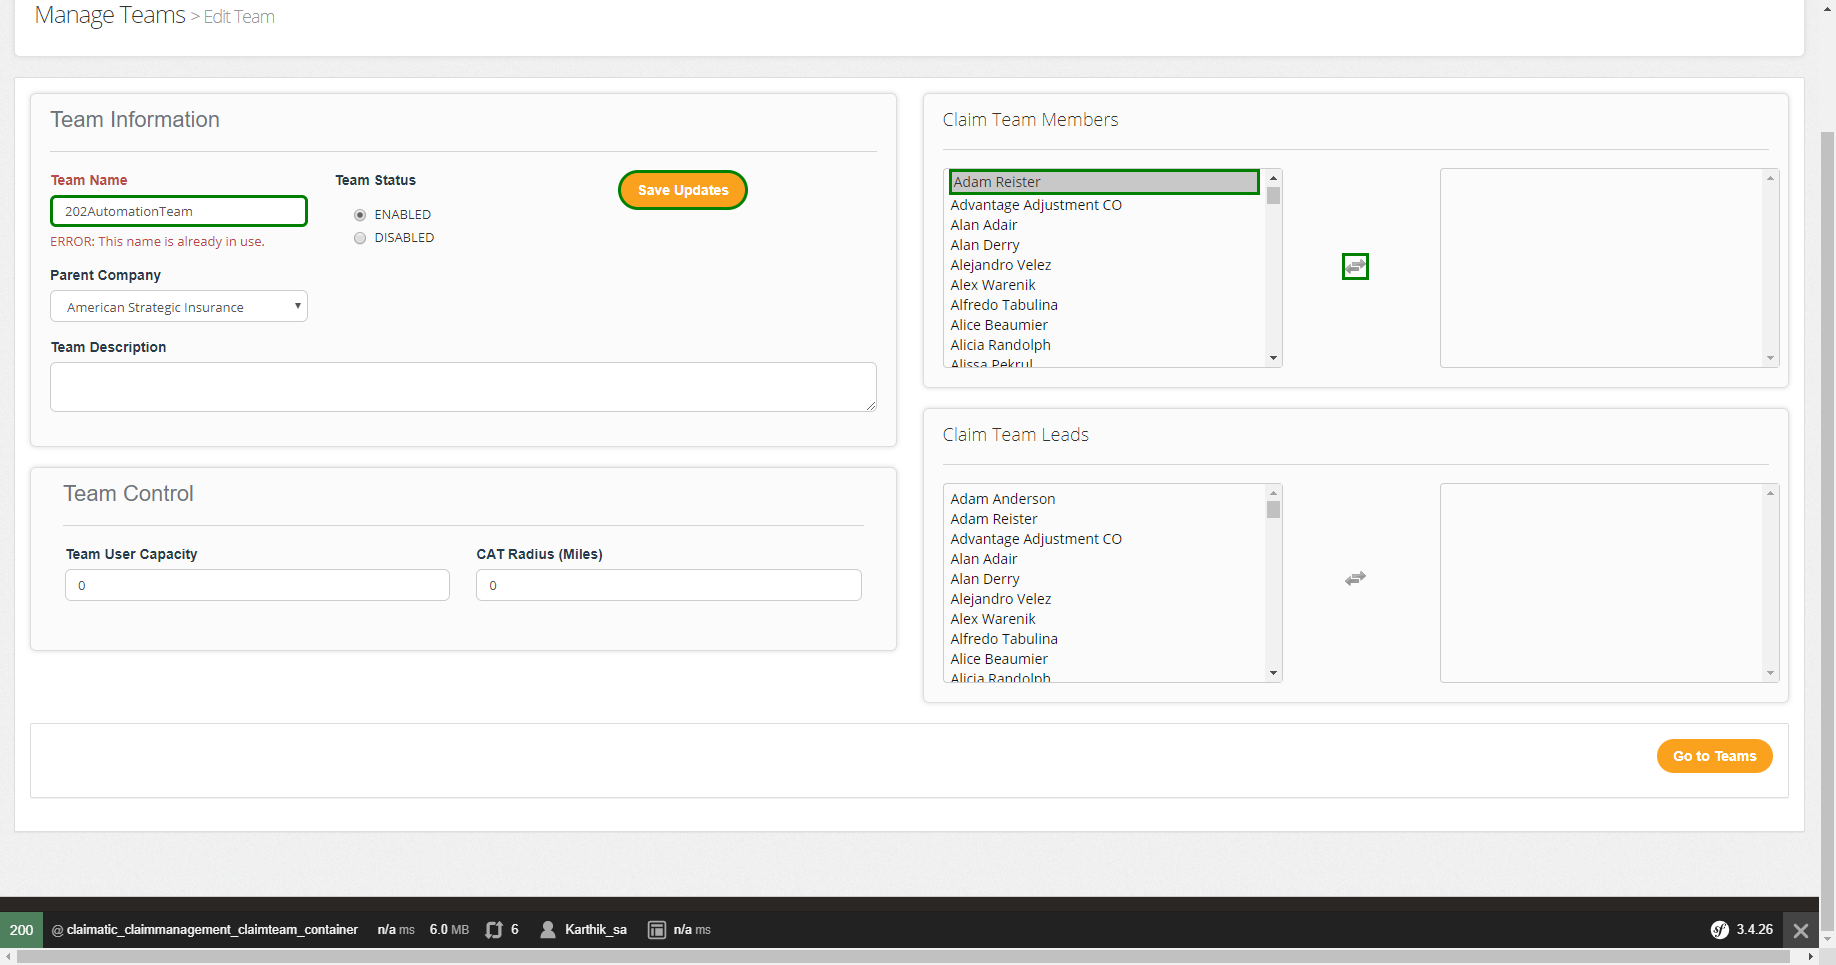 Manage Teams > Edit Team
Team Information
Team Name
202AutomationTeam
ERROR: This name is already in use.
Team Status
ENABLED
DISABLED
Save Updates
Parent Company
American Strategic Insurance
Team Description
Team Control
Team User Capacity
0
CAT Radius (Miles)
0
Claim Team Members
Adam Reister
Advantage Adjustment CO
Alan Adair
Alan Derry
Alejandro Velez
Alex Warenik
Alfredo Tabulina
Alice Beaumier
Alicia Randolph
Alissa Pekrul
Claim Team Leads
Adam Anderson
Adam Reister
Advantage Adjustment CO
Alan Adair
Alan Derry
Alejandro Velez
Alex Warenik
Alfredo Tabulina
Alice Beaumier
Alicia Randolph
Go to Teams
200 @ claimatic_claimmanagement_claimteam_container n/a ms 6.0 MB 6 Karthik_sa n/a ms sf 3.4.26